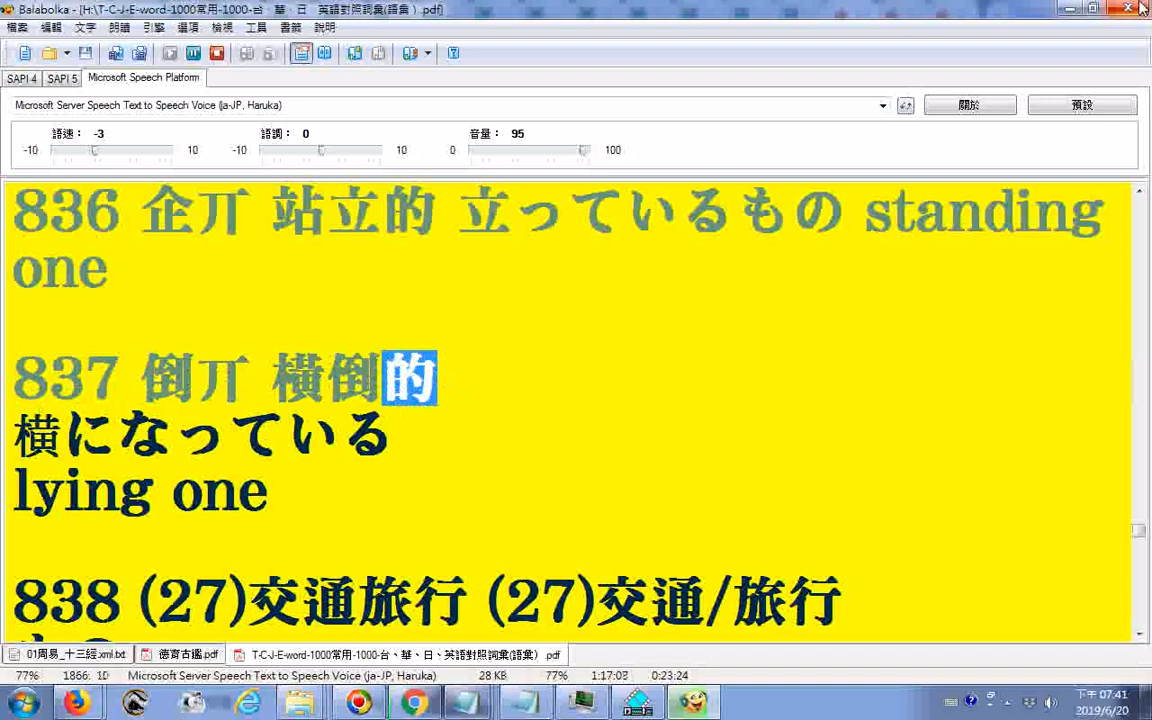 Balabolka - [H:\T-C-J-E-word-1000常用-1000-台、華、日、英語對照詞彙(語彙).pdf]
檔案 編輯 文字 朗讀 引擎 選項 檢視 工具 書籤 說明
SAPI 4 SAPI 5 Microsoft Speech Platform
Microsoft Server Speech Text to Speech Voice (ja-JP, Haruka) 關於 預設
語速： -3 語調： 0 音量： 95
-10 10 -10 10 0 100
836 企丌 站立的 立っているもの standing
one
837 倒丌 橫倒的
横になっている
lying one
838 (27)交通旅行 (27)交通/旅行
01周易_十三經.xml.txt 德育古鑑.pdf T-C-J-E-word-1000常用-1000-台、華、日、英語對照詞彙(語彙) .pdf
77% 1866: 10 Microsoft Server Speech Text to Speech Voice (ja-JP, Haruka) 28 KB 77% 1:17:08 0:23:24
下午 07:41
2019/6/20